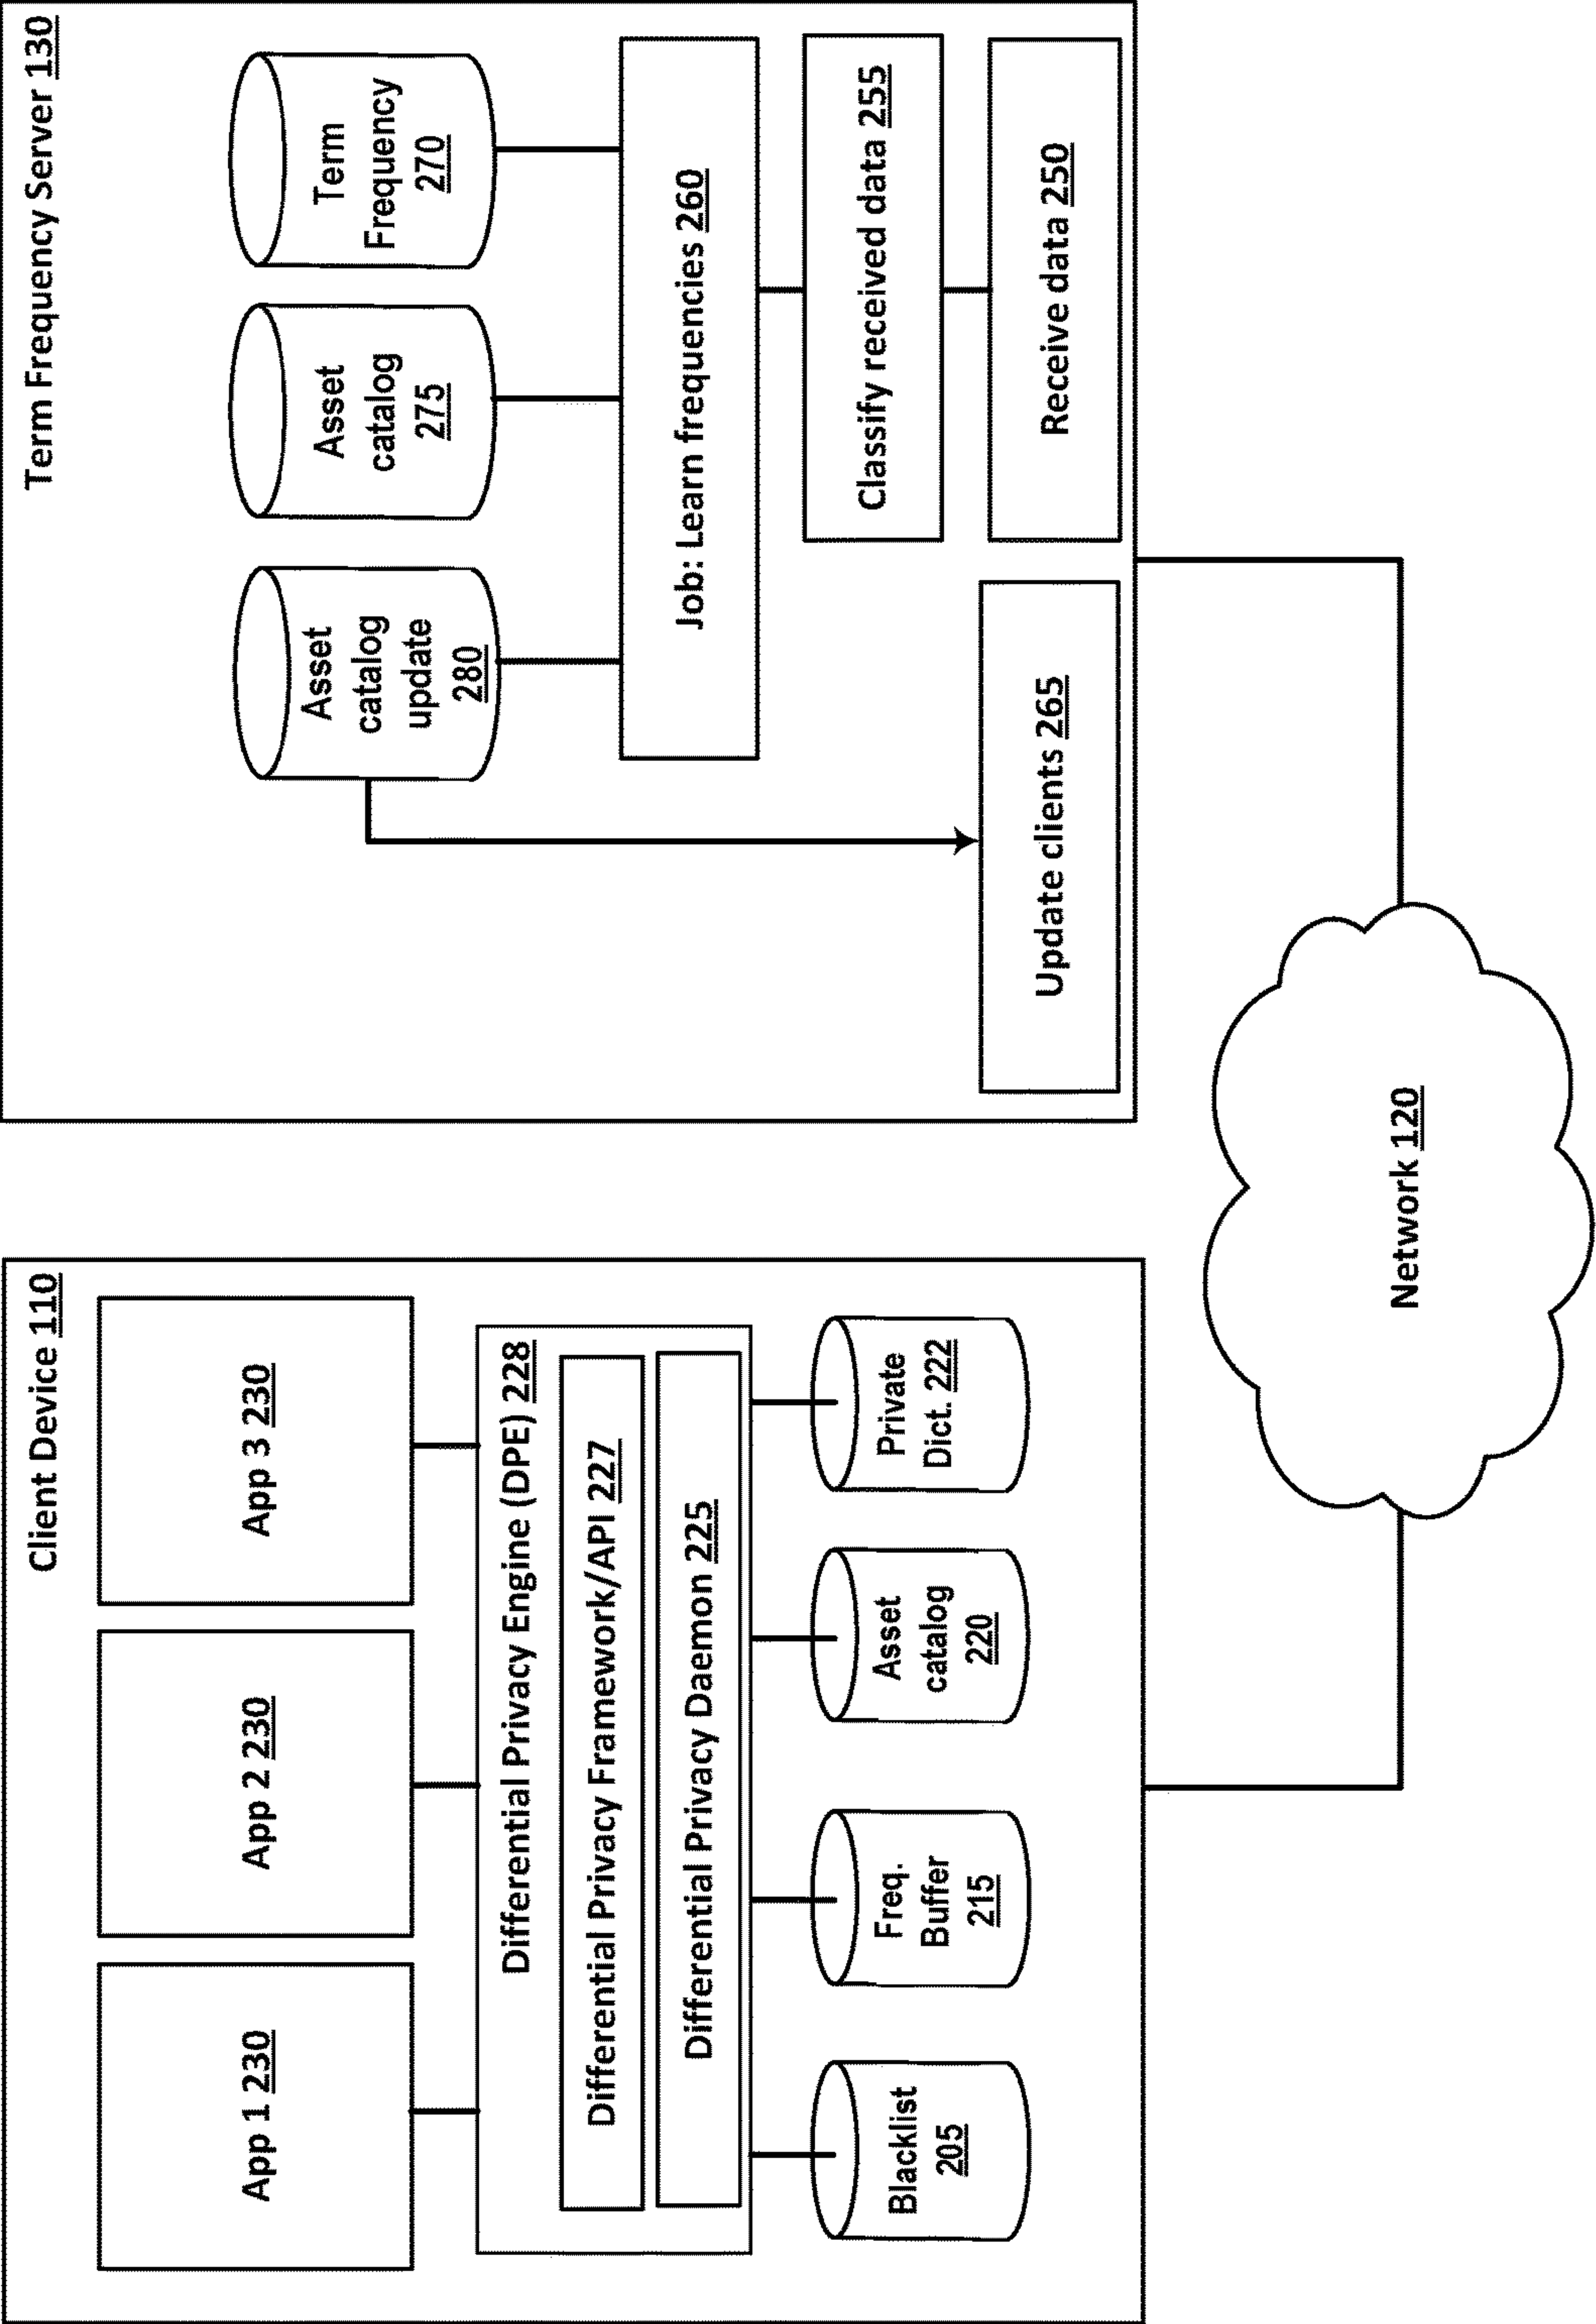 Client Device 110
App 1 230
App 2 230
App 3 230
Differential Privacy Engine (DPE) 228
Differential Privacy Framework/API 227
Differential Privacy Daemon 225
Blacklist
205
Freq.
Buffer
215
Asset
catalog
220
Private
Dict. 222
Term Frequency Server 130
Asset
catalog
update
280
Asset
catalog
275
Term
Frequency
270
Job: Learn frequencies 260
Classify received data 255
Update clients 265
Receive data 250
Network 120